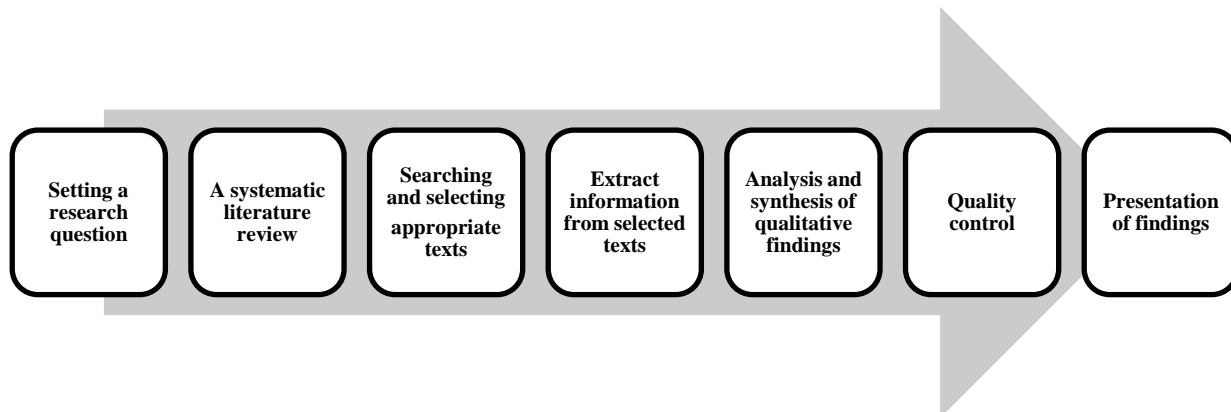 Setting a
research
question
A systematic
literature
review
Searching
and selecting
appropriate
texts
Extract
information
from selected
texts
Analysis and
synthesis of
qualitative
findings
Quality
control
Presentation
of findings